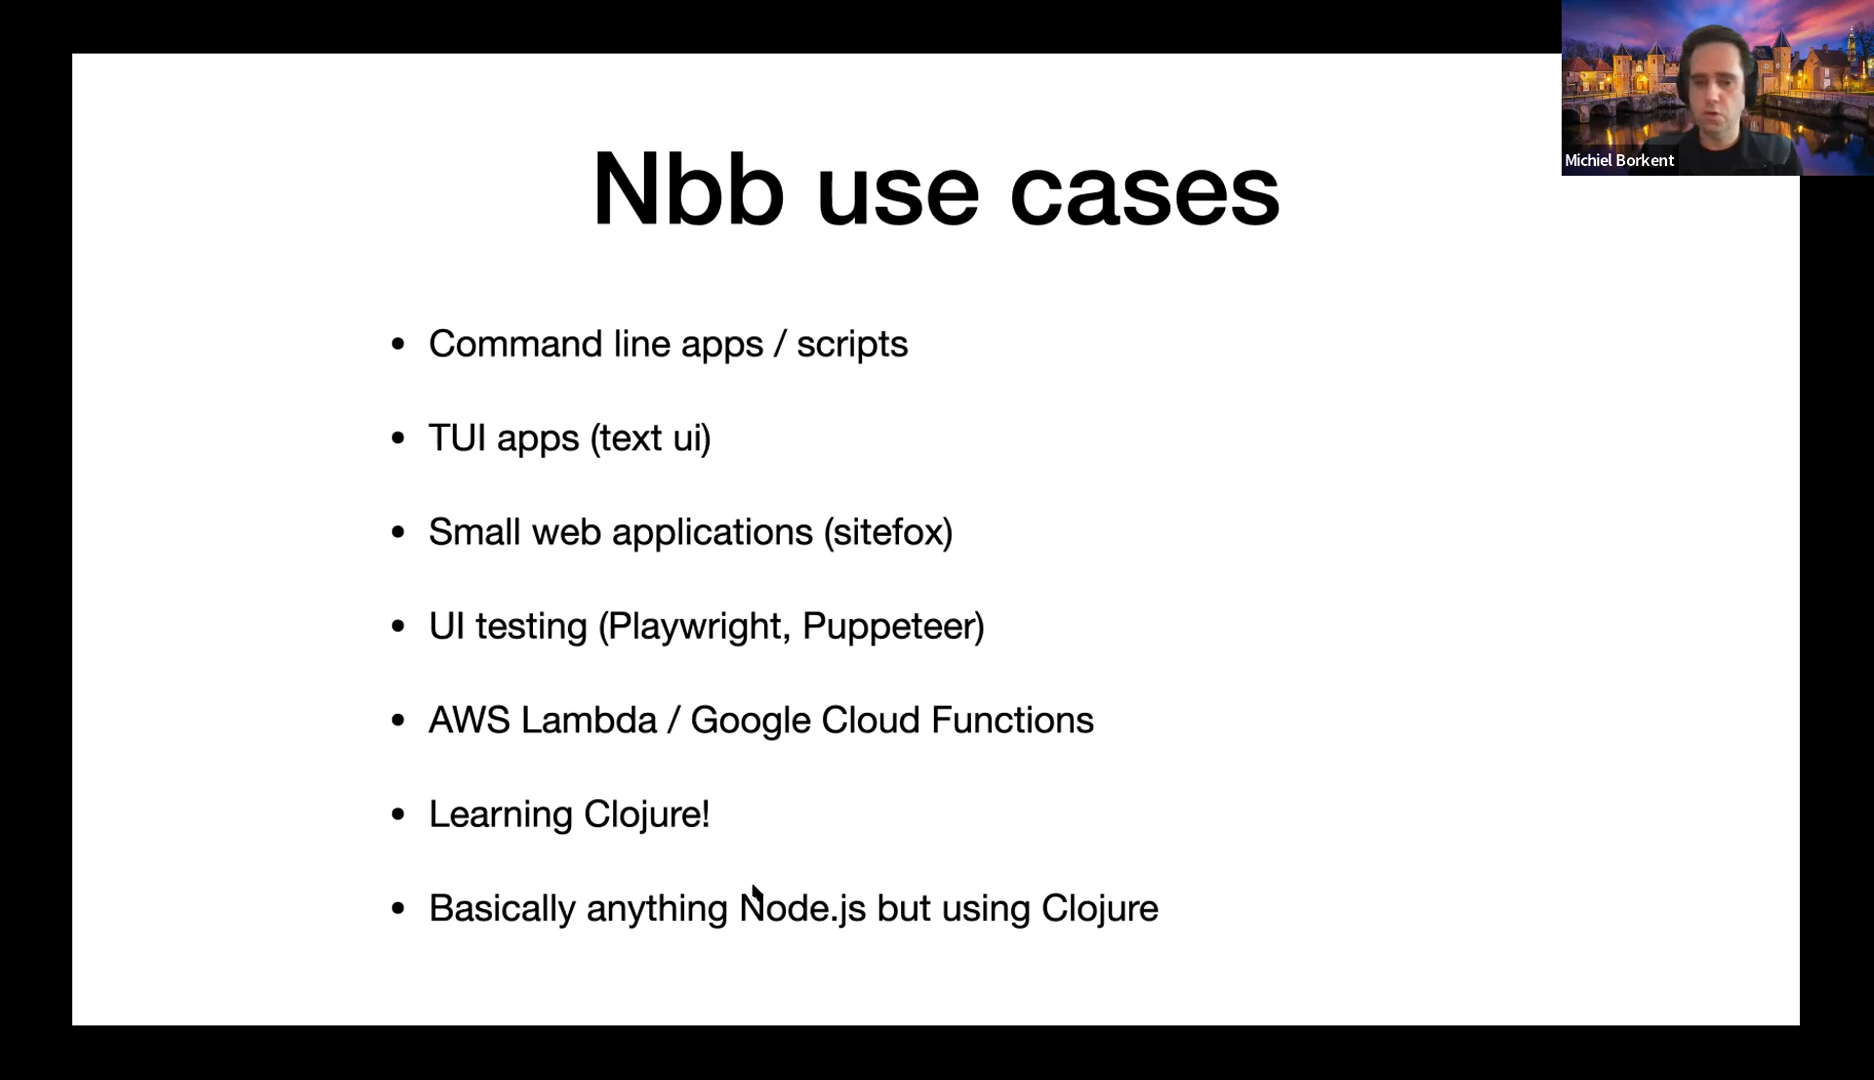 Michiel Borkent
Nbb use cases
• Command line apps / scripts
• TUI apps (text ui)
• Small web applications (sitefox)
• UI testing (Playwright, Puppeteer)
• AWS Lambda / Google Cloud Functions
• Learning Clojure!
• Basically anything Node.js but using Clojure